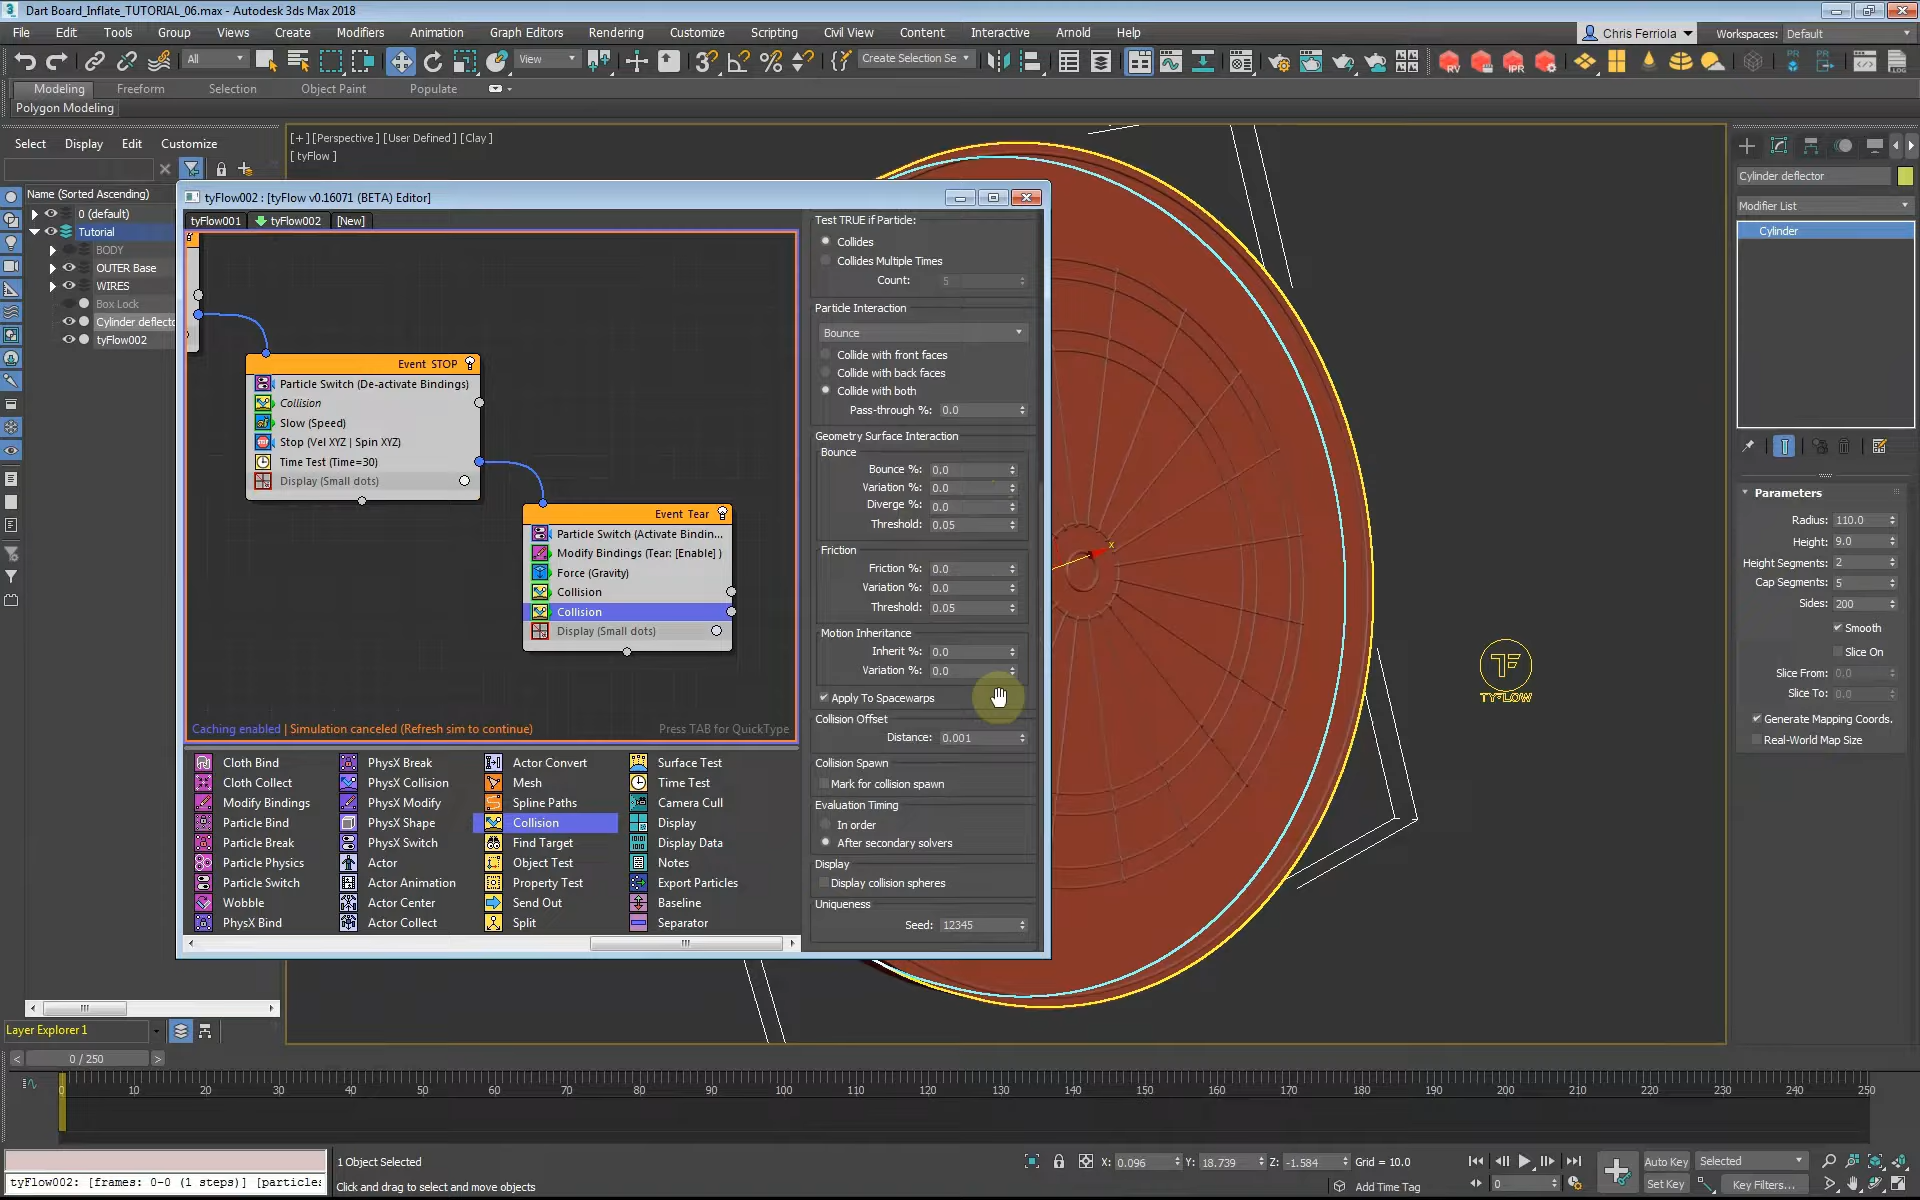 Dart Board_Inflate_TUTORIAL_06.max - Autodesk 3ds Max 2018
File Edit Tools Group Views Create Modifiers Animation Graph Editors Rendering Customize Scripting Civil View Content Interactive Arnold Help
Chris Ferriola Workspaces: Default
All View Create Selection Se
Modeling Freeform Selection Object Paint Populate
Polygon Modeling
Select Display Edit Customize
Name (Sorted Ascending)
0 (default)
Tutorial
BODY
OUTER Base
WIRES
Box Lock
Cylinder deflecto
tyFlow002
Layer Explorer 1
[+] [Perspective] [User Defined] [Clay]
[ tyFlow ]
tyFlow002 : [tyFlow v0.16071 (BETA) Editor]
tyFlow001 tyFlow002 [New]
Event STOP
Particle Switch (De-activate Bindings)
Collision
Slow (Speed)
Stop (Vel XYZ | Spin XYZ)
Time Test (Time=30)
Display (Small dots)
Event Tear
Particle Switch (Activate Bindin...
Modify Bindings (Tear: [Enable] )
Force (Gravity)
Collision
Collision
Display (Small dots)
Caching enabled | Simulation canceled (Refresh sim to continue) Press TAB for QuickType
Cloth Bind PhysX Break Actor Convert Surface Test
Cloth Collect PhysX Collision Mesh Time Test
Modify Bindings PhysX Modify Spline Paths Camera Cull
Particle Bind PhysX Shape Collision Display
Particle Break PhysX Switch Find Target Display Data
Particle Physics Actor Object Test Notes
Particle Switch Actor Animation Property Test Export Particles
Wobble Actor Center Send Out Baseline
PhysX Bind Actor Collect Split Separator
Test TRUE if Particle:
Collides
Collides Multiple Times
Count: 5
Particle Interaction
Bounce
Collide with front faces
Collide with back faces
Collide with both
Pass-through %: 0.0
Geometry Surface Interaction
Bounce
Bounce %: 0.0
Variation %: 0.0
Diverge %: 0.0
Threshold: 0.05
Friction
Friction %: 0.0
Variation %: 0.0
Threshold: 0.05
Motion Inheritance
Inherit %: 0.0
Variation %: 0.0
Apply To Spacewarps
Collision Offset
Distance: 0.001
Collision Spawn
Mark for collision spawn
Evaluation Timing
In order
After secondary solvers
Display
Display collision spheres
Uniqueness
Seed: 12345
x
TF
TYFLOW
Cylinder deflector
Modifier List
Cylinder
Parameters
Radius: 110.0
Height: 9.0
Height Segments: 2
Cap Segments: 5
Sides: 200
Smooth
Slice On
Slice From: 0.0
Slice To: 0.0
Generate Mapping Coords.
Real-World Map Size
0 / 250
0 10 20 30 40 50 60 70 80 90 100 110 120 130 140 150 160 170 180 190 200 210 220 230 240 250
1 Object Selected X: 0.096 Y: 18.739 Z: -1.584 Grid = 10.0 Auto Key Selected
tyFlow002: [frames: 0-0 (1 steps)] [particles: Click and drag to select and move objects Add Time Tag 0 Set Key Key Filters...